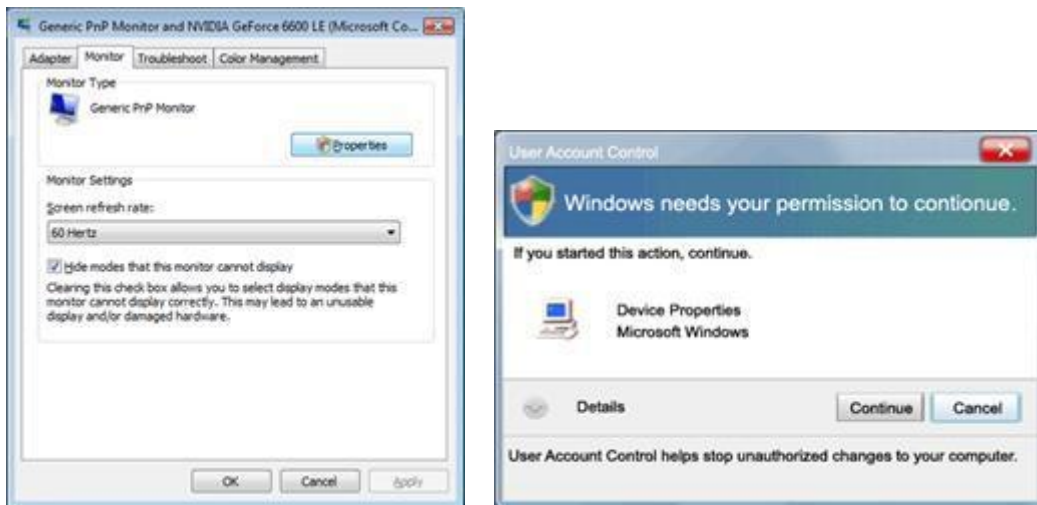 Generic PnP Monitor and NVIDIA GeForce 6600 LE (Microsoft Co...
Adapter Monitor Troubleshoot Color Management
Monitor Type
Generic PnP Monitor
Properties
Monitor Settings
Screen refresh rate:
60 Hertz
Hide modes that this monitor cannot display
Clearing this check box allows you to select display modes that this
monitor cannot display correctly. This may lead to an unusable
display and/or damaged hardware.
OK Cancel Apply
User Account Control
Windows needs your permission to contionue.
If you started this action, continue.
Device Properties
Microsoft Windows
Details Continue Cancel
User Account Control helps stop unauthorized changes to your computer.